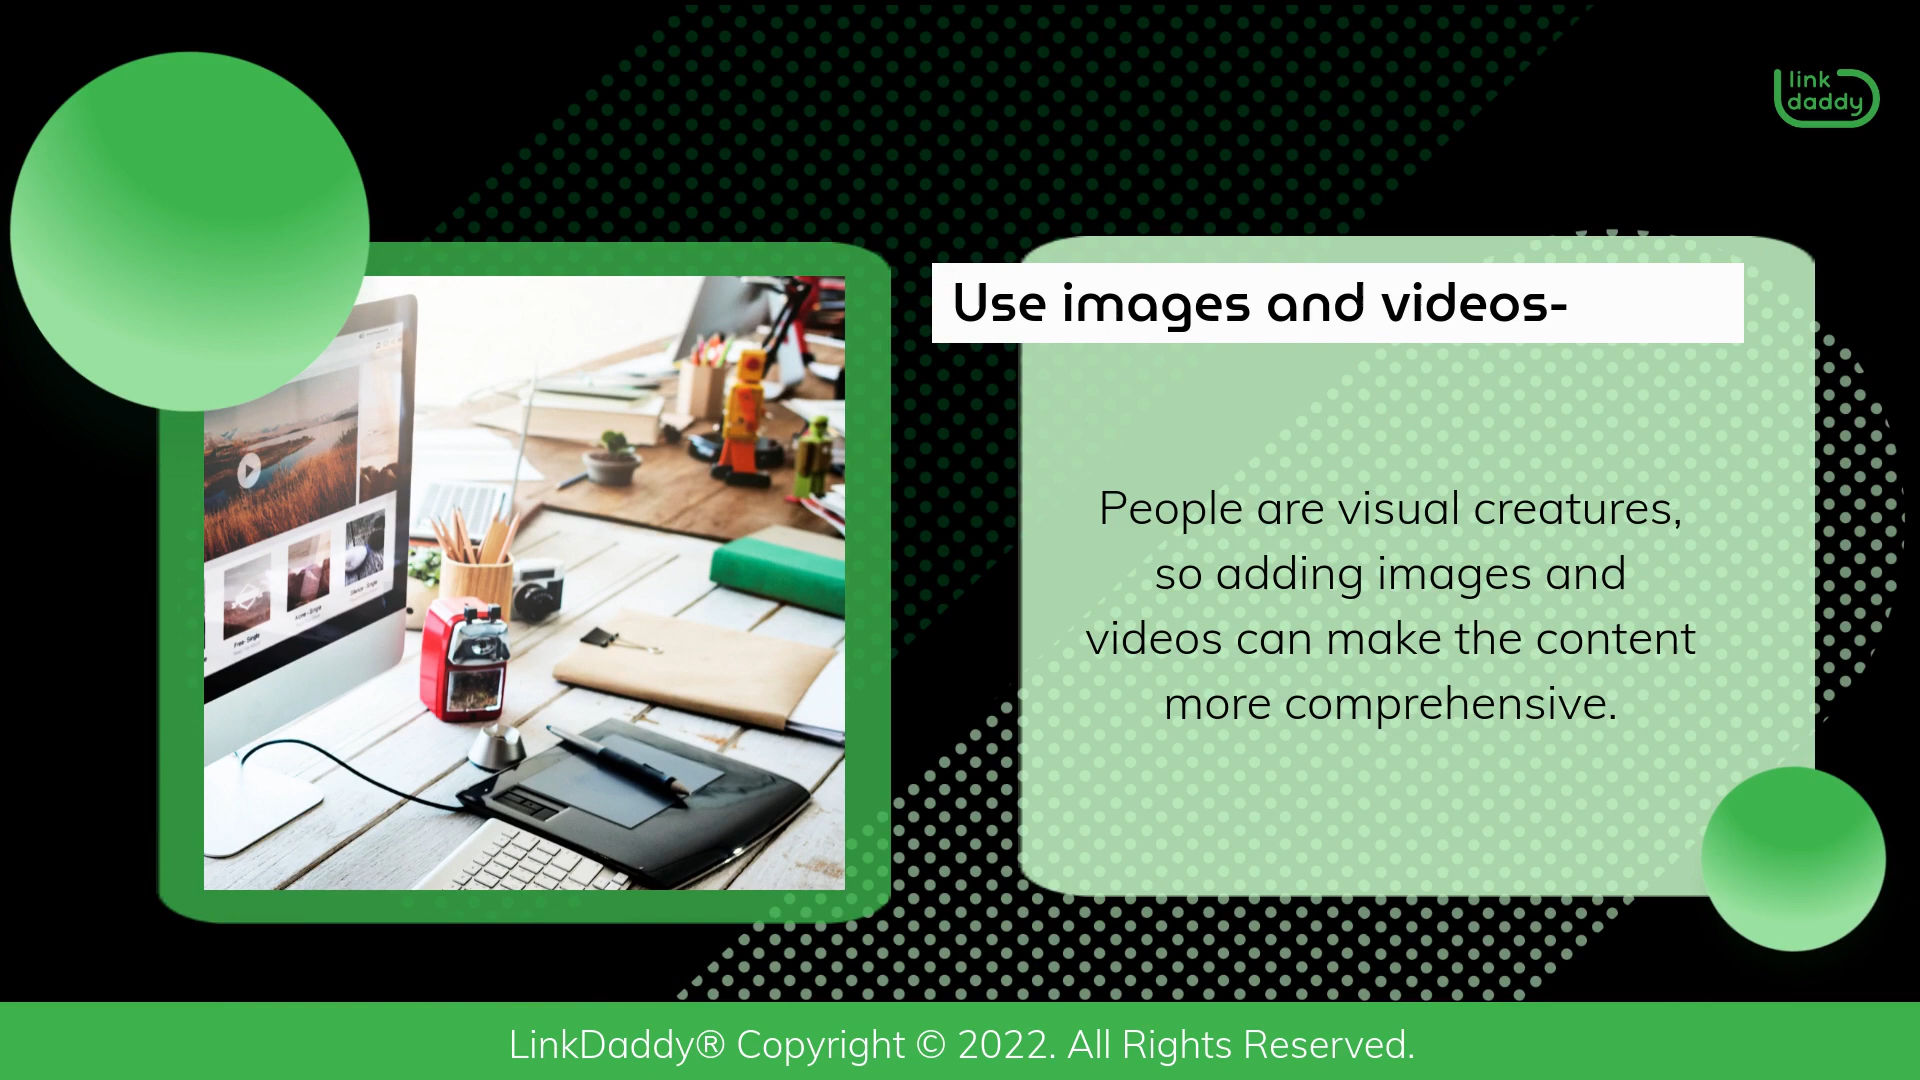 link
daddy
Use images and videos-
People are visual creatures,
so adding images and
videos can make the content
more comprehensive.
LinkDaddy® Copyright © 2022. All Rights Reserved.